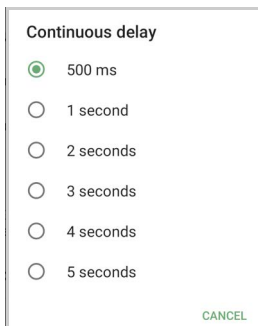 Continuous delay
500 ms
1 second
2 seconds
3 seconds
4 seconds
5 seconds
CANCEL